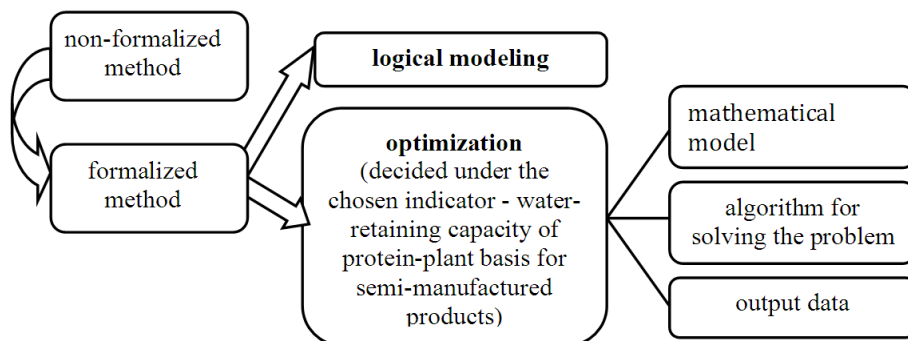 non-formalized
method
logical modeling
formalized
method
optimization
(decided under the
chosen indicator - water-
retaining capacity of
protein-plant basis for
semi-manufactured
products)
mathematical
model
algorithm for
solving the problem
output data